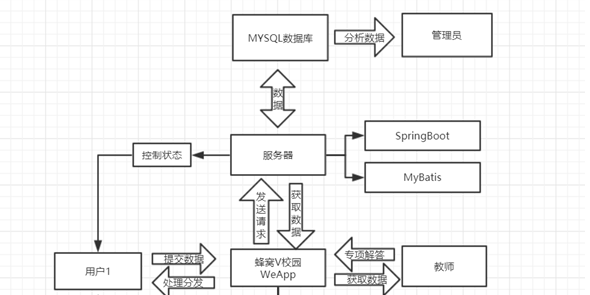 MYSQL数据库
分析数据
管理员
数据
控制状态
服务器
SpringBoot
MyBatis
发送请求
获取数据
用户1
提交数据
处理分发
蜂窝V校园
WeApp
专项解答
获取数据
教师